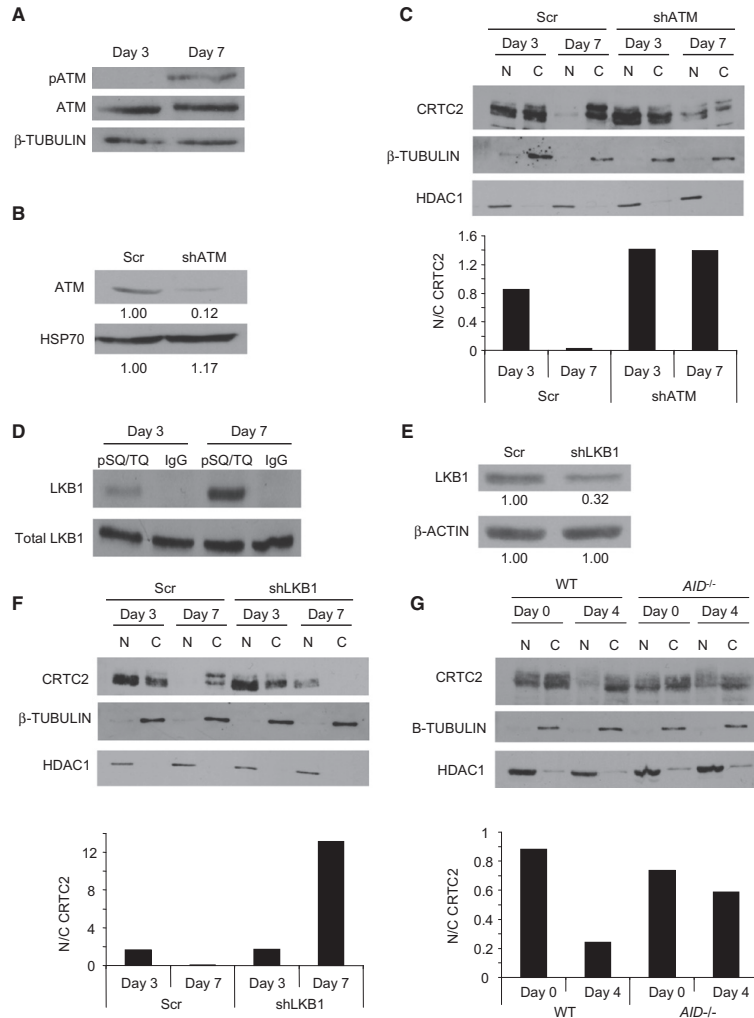 A
Day 3 Day 7
pATM
ATM
β-TUBULIN
B
Scr shATM
ATM
1.00 0.12
HSP70
1.00 1.17
C
Scr shATM
Day 3 Day 7 Day 3 Day 7
N C N C N C N C
CRTC2
β-TUBULIN
HDAC1
1.6
1.2
0.8
0.4
0
N/C CRTC2
Day 3 Day 7 Day 3 Day 7
Scr shATM
D
Day 3 Day 7
pSQ/TQ IgG pSQ/TQ IgG
LKB1
Total LKB1
E
Scr shLKB1
LKB1
1.00 0.32
β-ACTIN
1.00 1.00
F
Scr shLKB1
Day 3 Day 7 Day 3 Day 7
N C N C N C N C
CRTC2
β-TUBULIN
HDAC1
12
8
4
0
N/C CRTC2
Day 3 Day 7 Day 3 Day 7
Scr shLKB1
G
WT AID-/-
Day 0 Day 4 Day 0 Day 4
N C N C N C N C
CRTC2
B-TUBULIN
HDAC1
1
0.8
0.6
0.4
0.2
0
N/C CRTC2
Day 0 Day 4 Day 0 Day 4
WT AID-/-